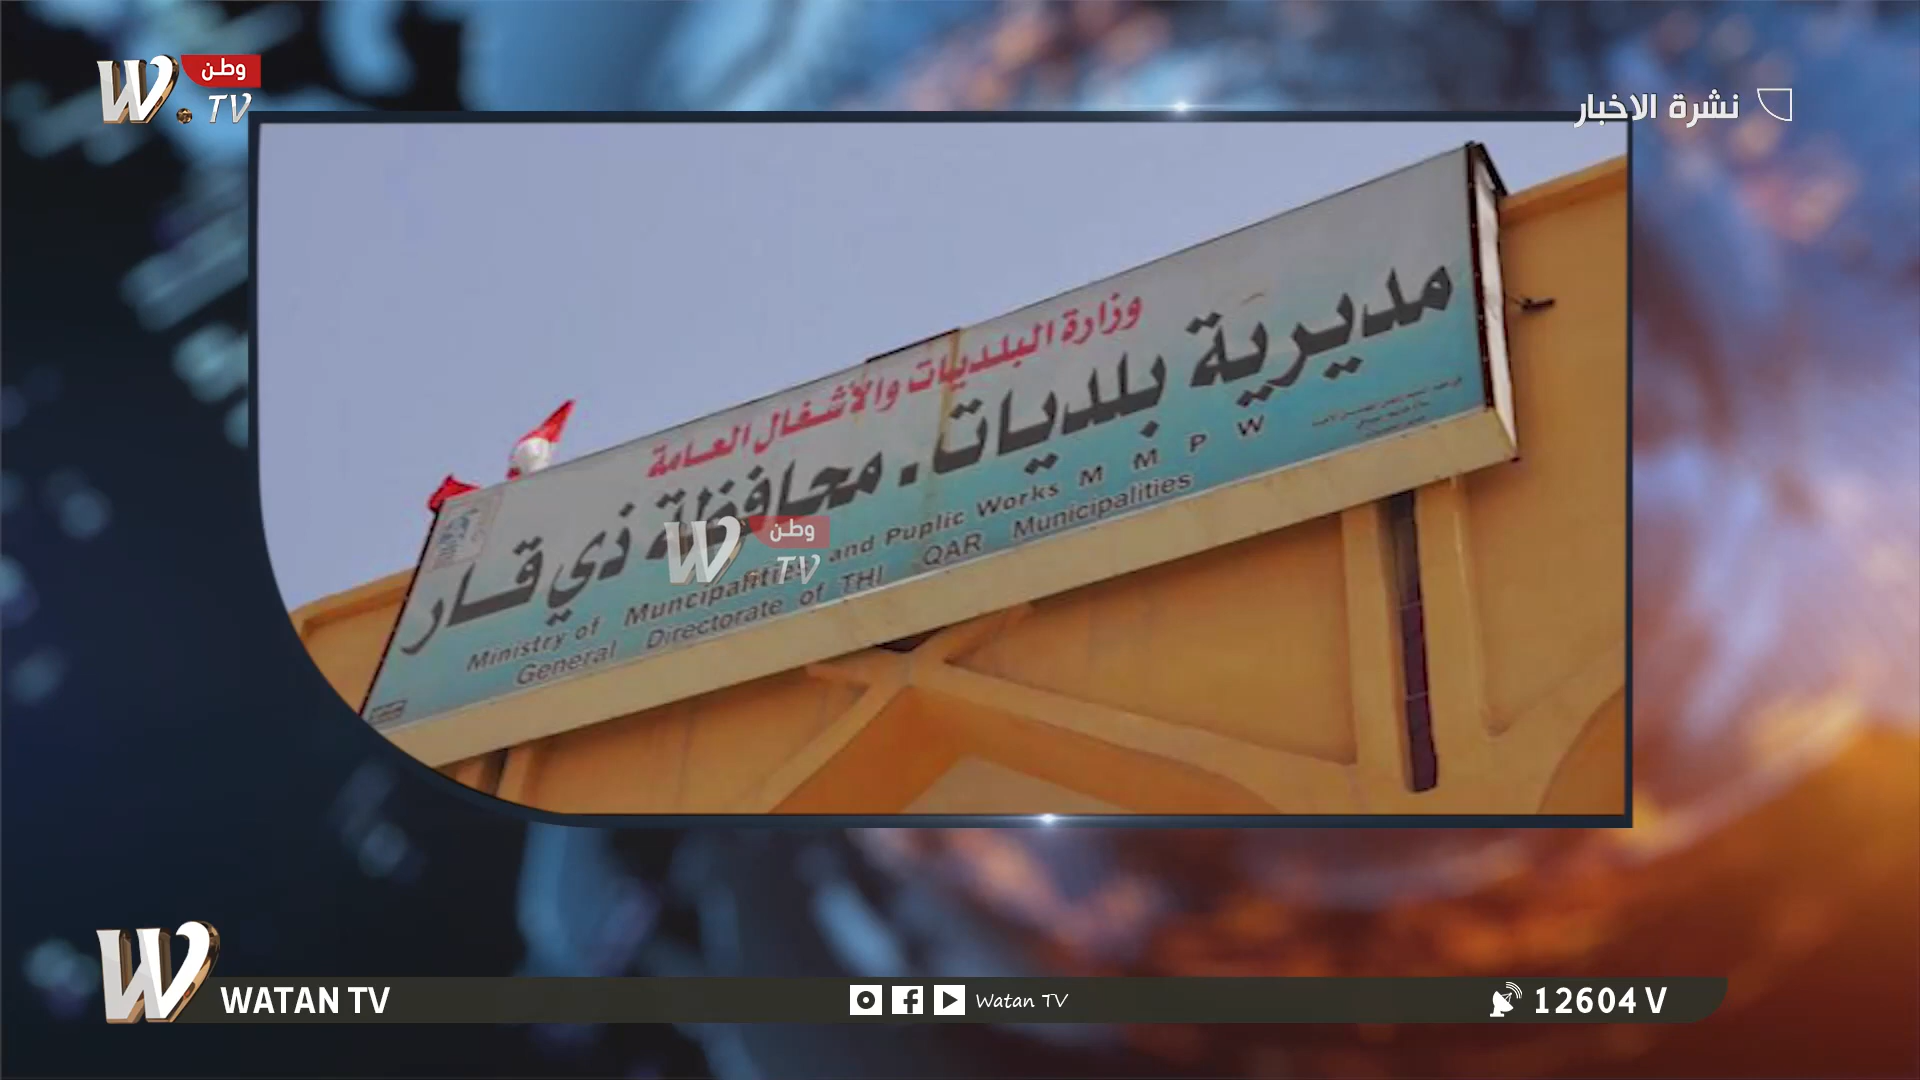 وطن
W. TV
نشرة الاخبار
وزارة البلديات والأشغال العامة
مديرية بلديات . محافظة ذي قار
Ministry of Muncipalities and Puplic Works M M P W
General Directorate of THI QAR Municipalities
وطن
W TV
W
WATAN TV
Watan TV
12604 V